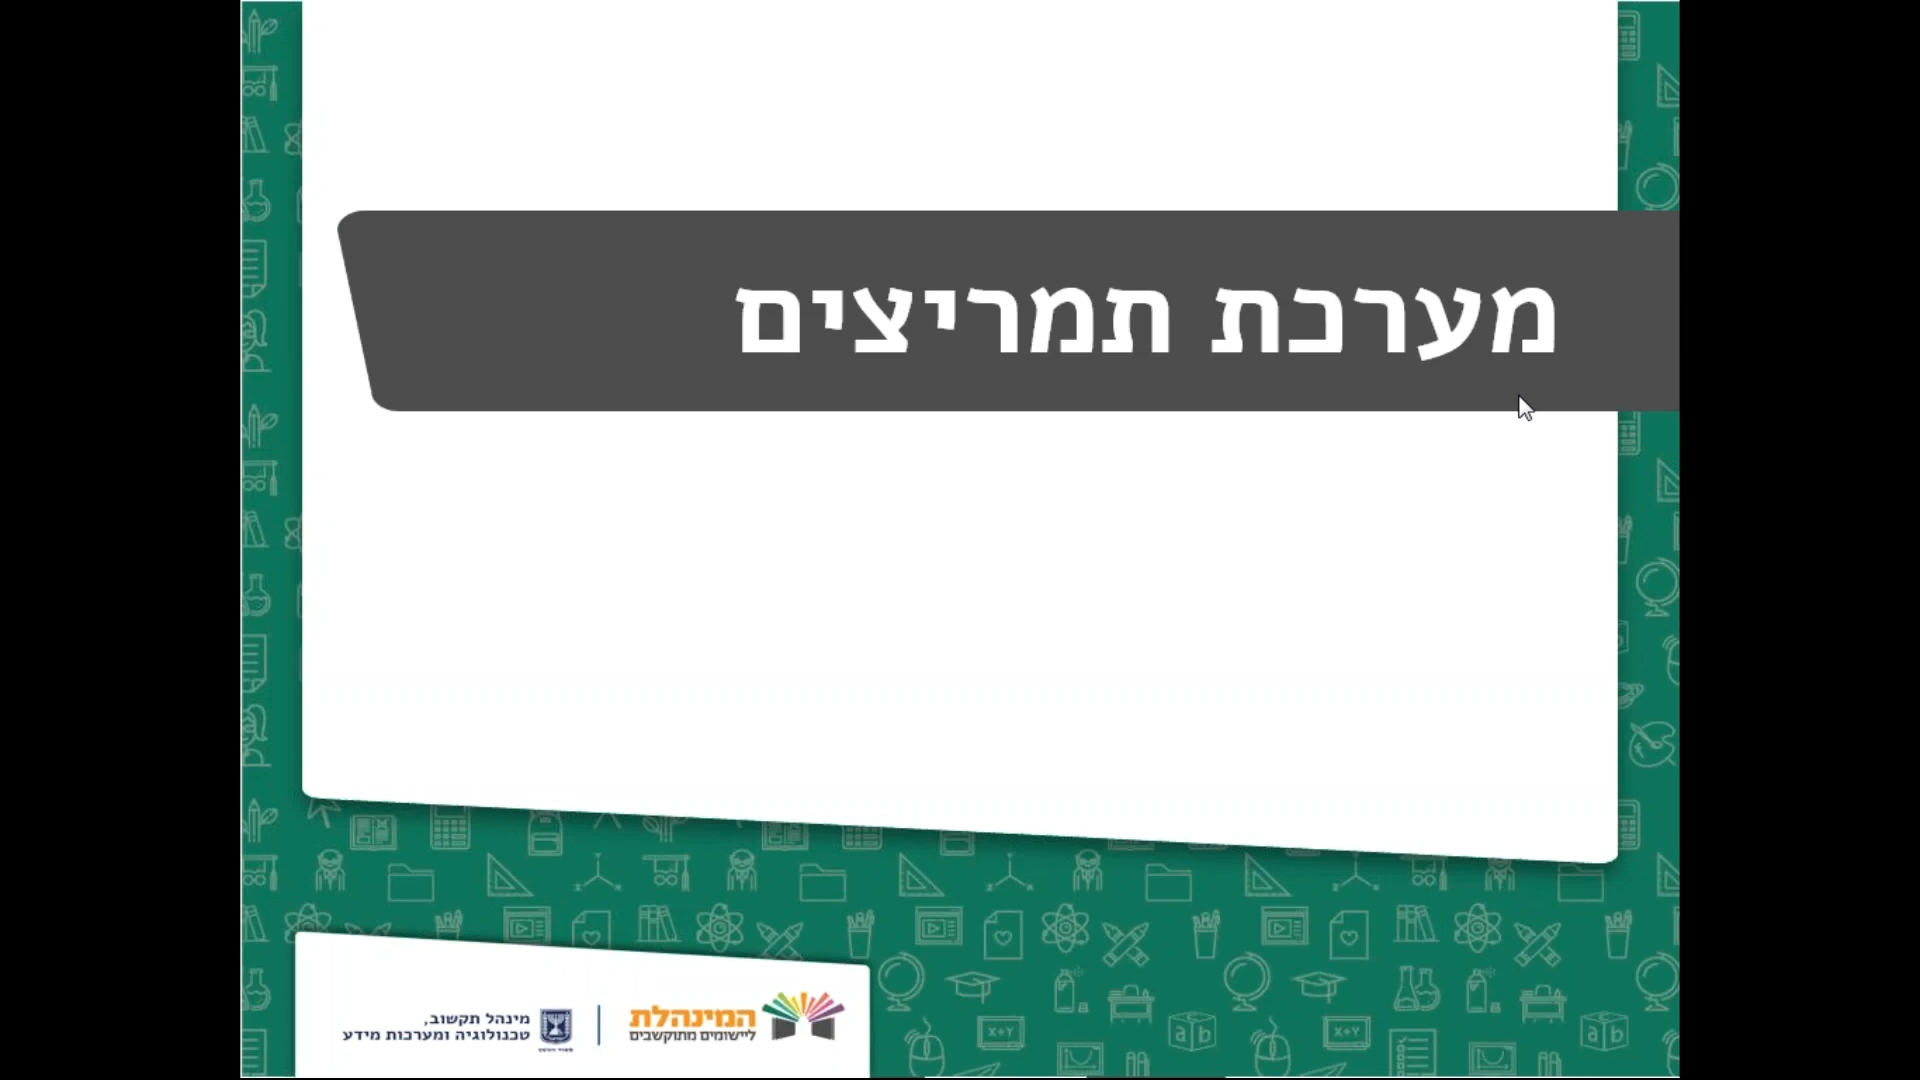 מערכת תמריצים
המינהלת
ליישומים מתוקשבים
מינהל תקשוב,
טכנולוגיה ומערכות מידע